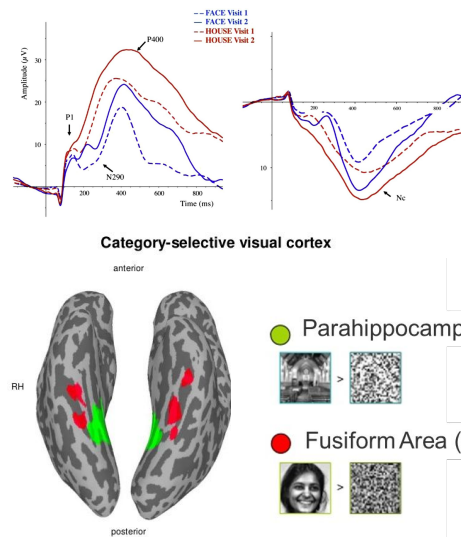 FACE Visit 1
FACE Visit 2
HOUSE Visit 1
HOUSE Visit 2
Amplitude (µV)
30
20
10
P1
P400
N290
200
400
600
800
Time (ms)
200
400
600
800
10
Nc
Category-selective visual cortex
anterior
RH
posterior
Parahippocamp
>
Fusiform Area (
>